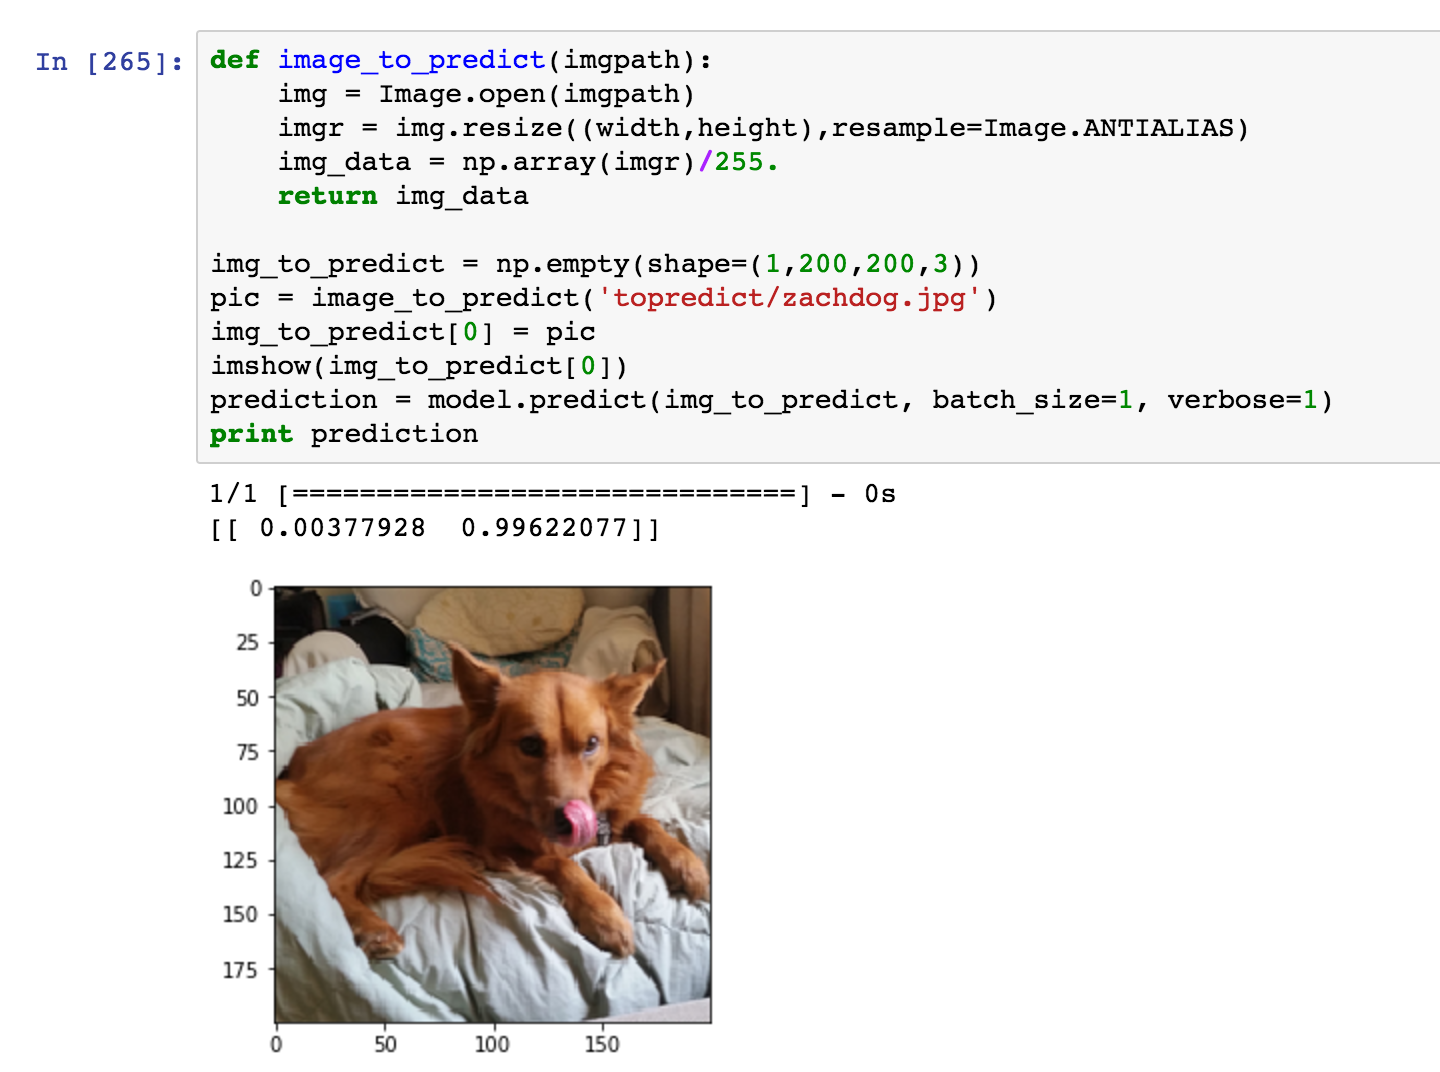 In [265]:
def image_to_predict(imgpath):
    img = Image.open(imgpath)
    imgr = img.resize((width,height),resample=Image.ANTIALIAS)
    img_data = np.array(imgr)/255.
    return img_data

img_to_predict = np.empty(shape=(1,200,200,3))
pic = image_to_predict('topredict/zachdog.jpg')
img_to_predict[0] = pic
imshow(img_to_predict[0])
prediction = model.predict(img_to_predict, batch_size=1, verbose=1)
print prediction
1/1 [==============================] - 0s
[[ 0.00377928  0.99622077]]
0
25
50
75
100
125
150
175
0 50 100 150